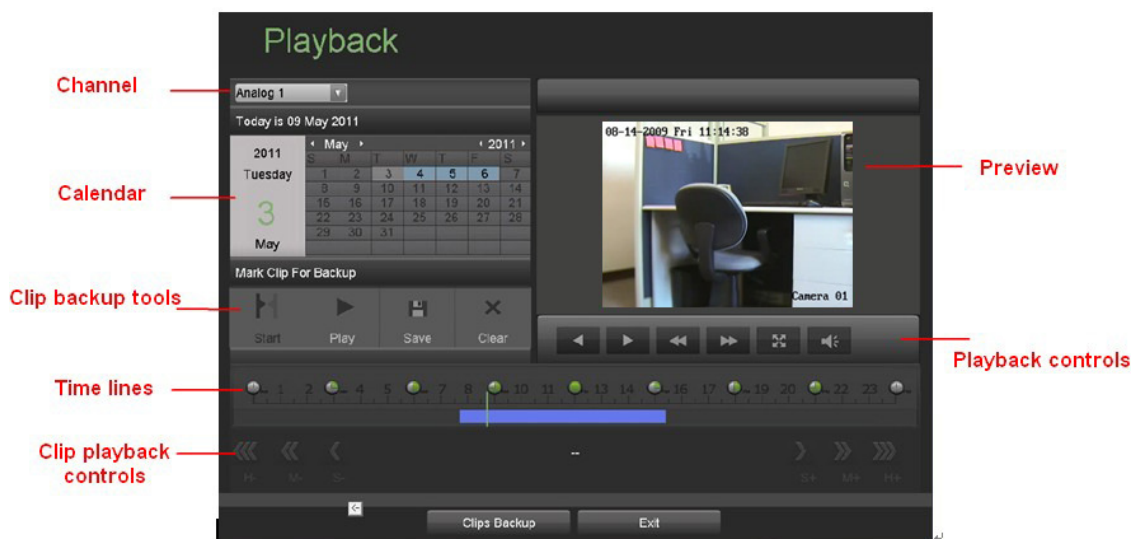 Playback
Channel
Analog 1
Today is 09 May 2011
2011
Tuesday
3
May
May 2011
S M T W T F S
1 2 3 4 5 6 7
8 9 10 11 12 13 14
15 16 17 18 19 20 21
22 23 24 25 26 27 28
29 30 31
Calendar
Mark Clip For Backup
Clip backup tools
Start Play Save Clear
08-14-2009 Fri 11:14:38
Camera 01
Preview
Playback controls
Time lines
1 2 4 5 7 8 10 11 13 14 16 17 19 20 22 23
Clip playback
controls
--
H- M- S- S+ M+ H+
Clips Backup Exit